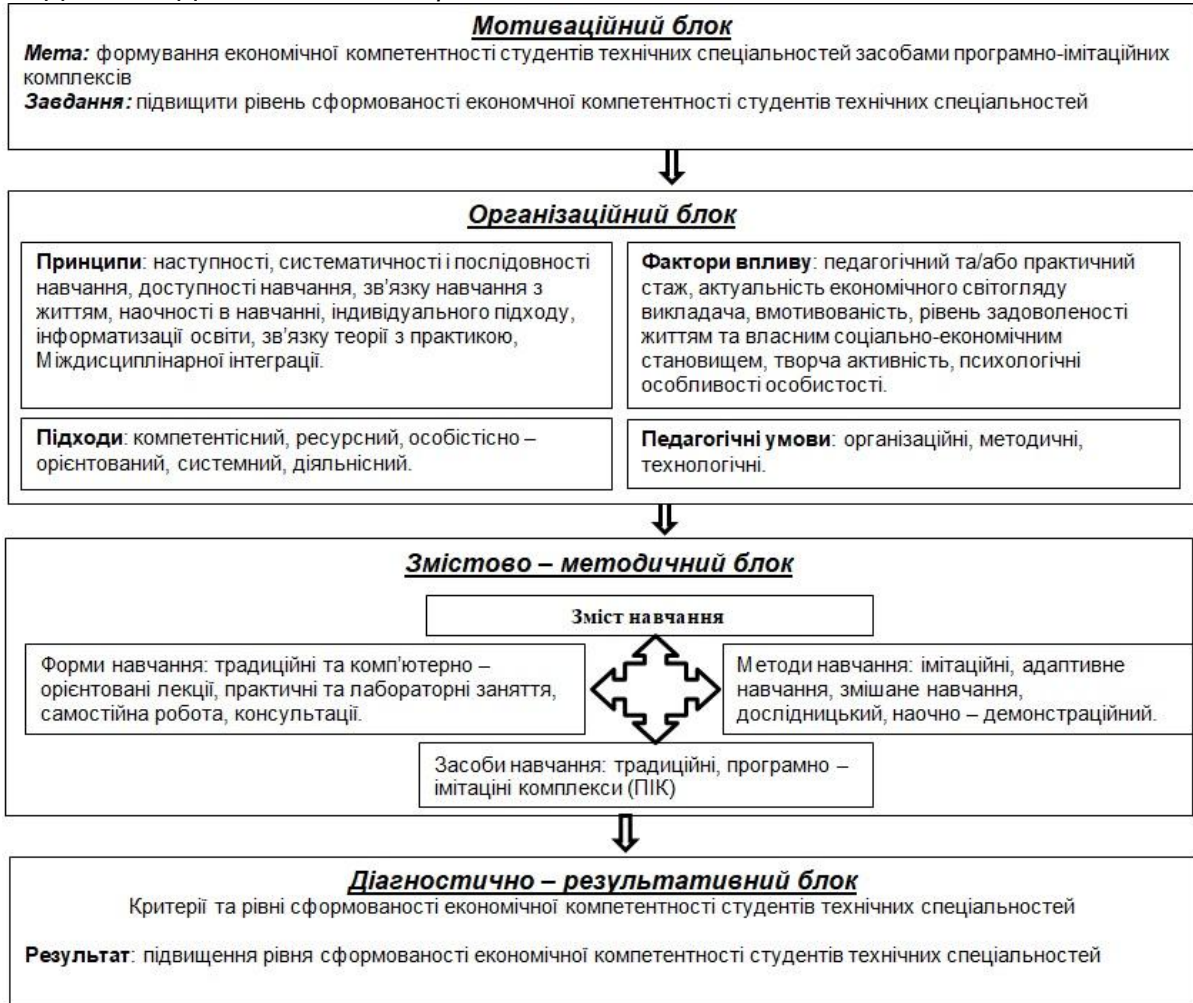 Мотиваційний блок
Мета: формування економічної компетентності студентів технічних спеціальностей засобами програмно-імітаційних
комплексів
Завдання: підвищити рівень сформованості економчної компетентності студентів технічних спеціальностей
Організаційний блок
Принципи: наступності, систематичності і послідовності
навчання, доступності навчання, зв’язку навчання з
життям, наочності в навчанні, індивідуального підходу,
інформатизації освіти, зв’язку теорії з практикою,
Міждисциплінарної інтеграції.
Фактори впливу: педагогічний та/або практичний
стаж, актуальність економічного світогляду
викладача, вмотивованість, рівень задоволеності
життям та власним соціально-економічним
становищем, творча активність, психологічні
особливості особистості.
Підходи: компетентісний, ресурсний, особістісно –
орієнтований, системний, діяльнісний.
Педагогічні умови: організаційні, методичні,
технологічні.
Змістово – методичний блок
Зміст навчання
Форми навчання: традиційні та комп’ютерно –
орієнтовані лекції, практичні та лабораторні заняття,
самостійна робота, консультації.
Методи навчання: імітаційні, адаптивне
навчання, змішане навчання,
дослідницький, наочно – демонстраційний.
Засоби навчання: традиційні, програмно –
імітаціні комплекси (ПІК)
Діагностично – результативний блок
Критерії та рівні сформованості економічної компетентності студентів технічних спеціальностей
Результат: підвищення рівня сформованості економічної компетентності студентів технічних спеціальностей